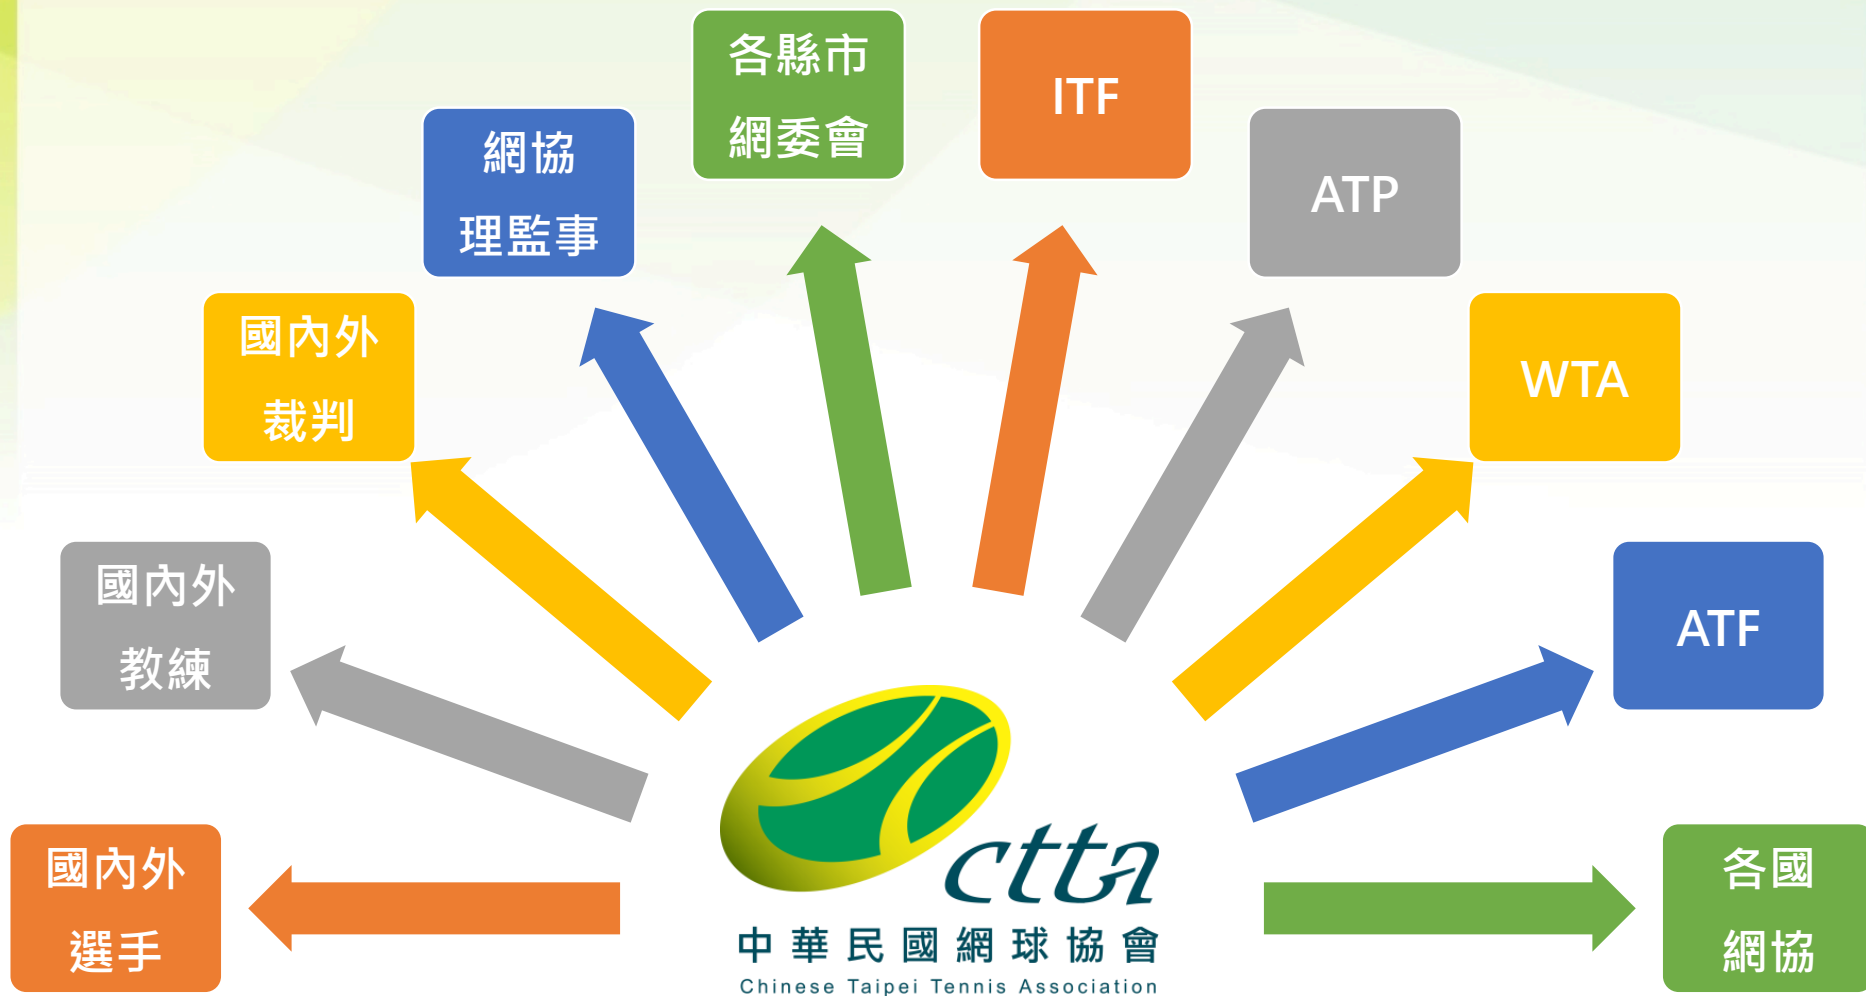 各縣市
網委會
ITF
網協
理監事
ATP
國內外
裁判
WTA
國內外
教練
ATF
國內外
選手
各國
網協
ctta
中華民國網球協會
Chinese Taipei Tennis Association